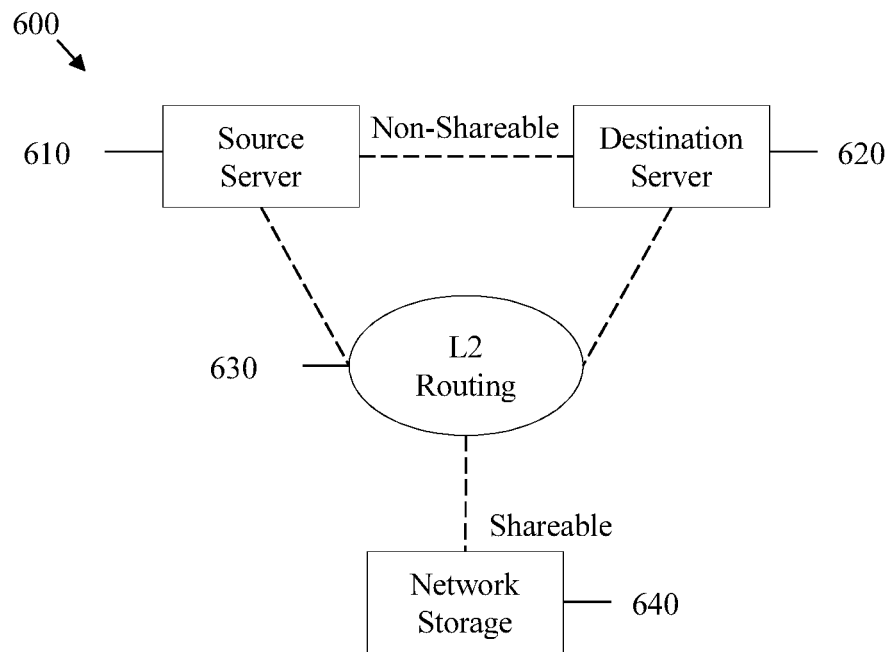 600
610
Source
Server
Non-Shareable
Destination
Server
620
630
L2
Routing
Shareable
Network
Storage
640